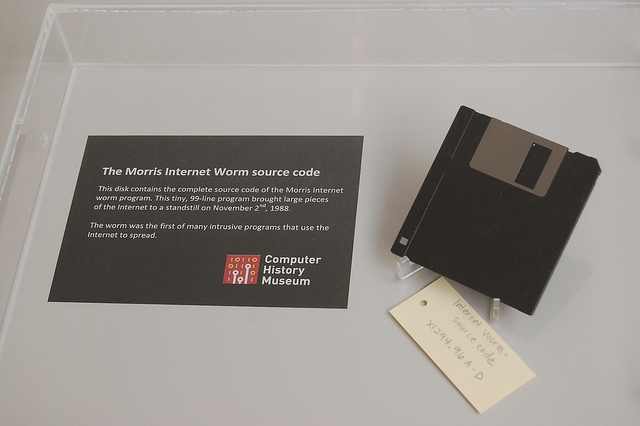 The Morris Internet Worm source code
This disk contains the complete source code of the Morris Internet
worm program. This tiny, 99-line program brought large pieces
of the Internet to a standstill on November 2nd, 1988.
The worm was the first of many intrusive programs that use the
Internet to spread.
10110
01101
Computer
History
Museum
Internet Worm-
source code
X1294.96A-D